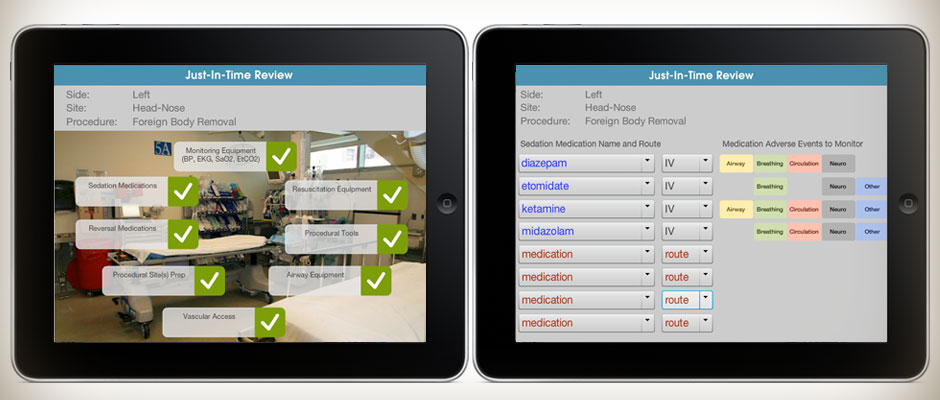 Just-In-Time Review
Side: Left
Site: Head-Nose
Procedure: Foreign Body Removal
5A
Monitoring Equipment
(BP, EKG, SaO2, EtCO2)
Sedation Medications
Resuscitation Equipment
Reversal Medications
Procedural Tools
Procedural Site(s) Prep
Airway Equipment
Vascular Access
Just-In-Time Review
Side: Left
Site: Head-Nose
Procedure: Foreign Body Removal
Sedation Medication Name and Route Medication Adverse Events to Monitor
diazepam IV Airway Breathing Circulation Neuro
etomidate IV Breathing Neuro Other
ketamine IV Airway Breathing Circulation Neuro Other
midazolam IV Breathing Circulation Neuro Other
medication route
medication route
medication route
medication route